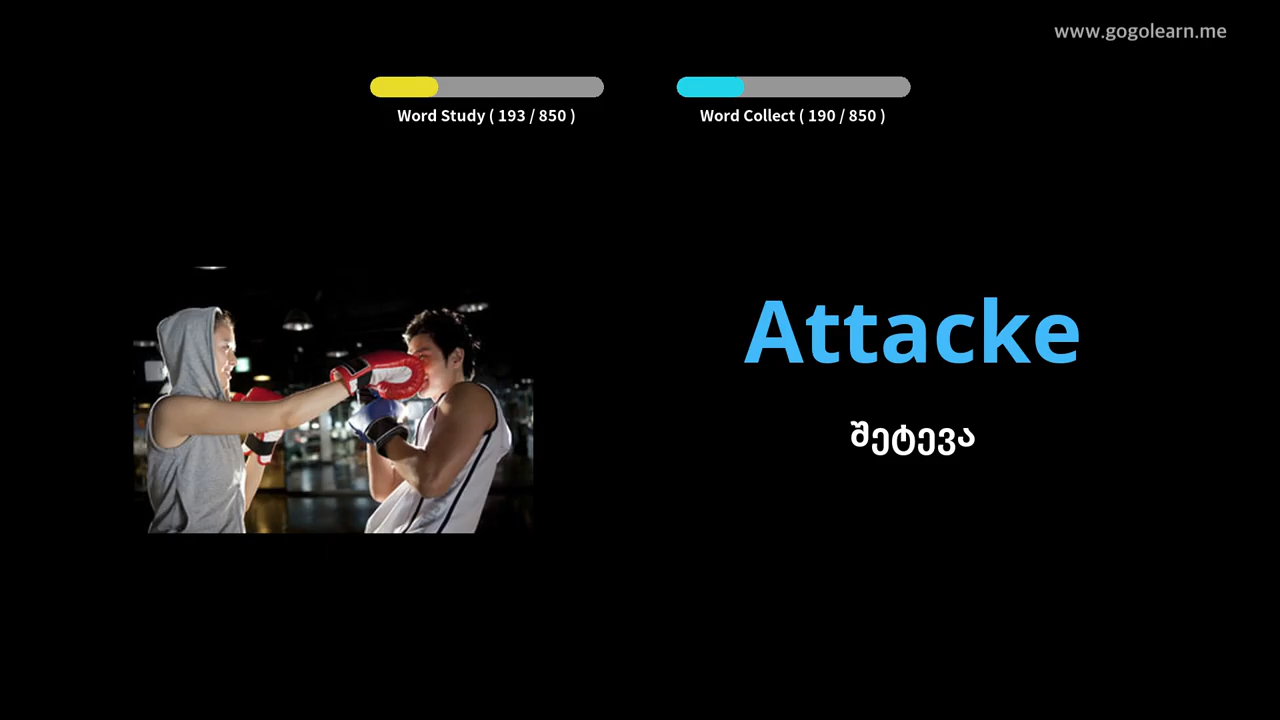 www.gogolearn.me
Word Study ( 193 / 850 )
Word Collect ( 190 / 850 )
Attacke
შეტევა